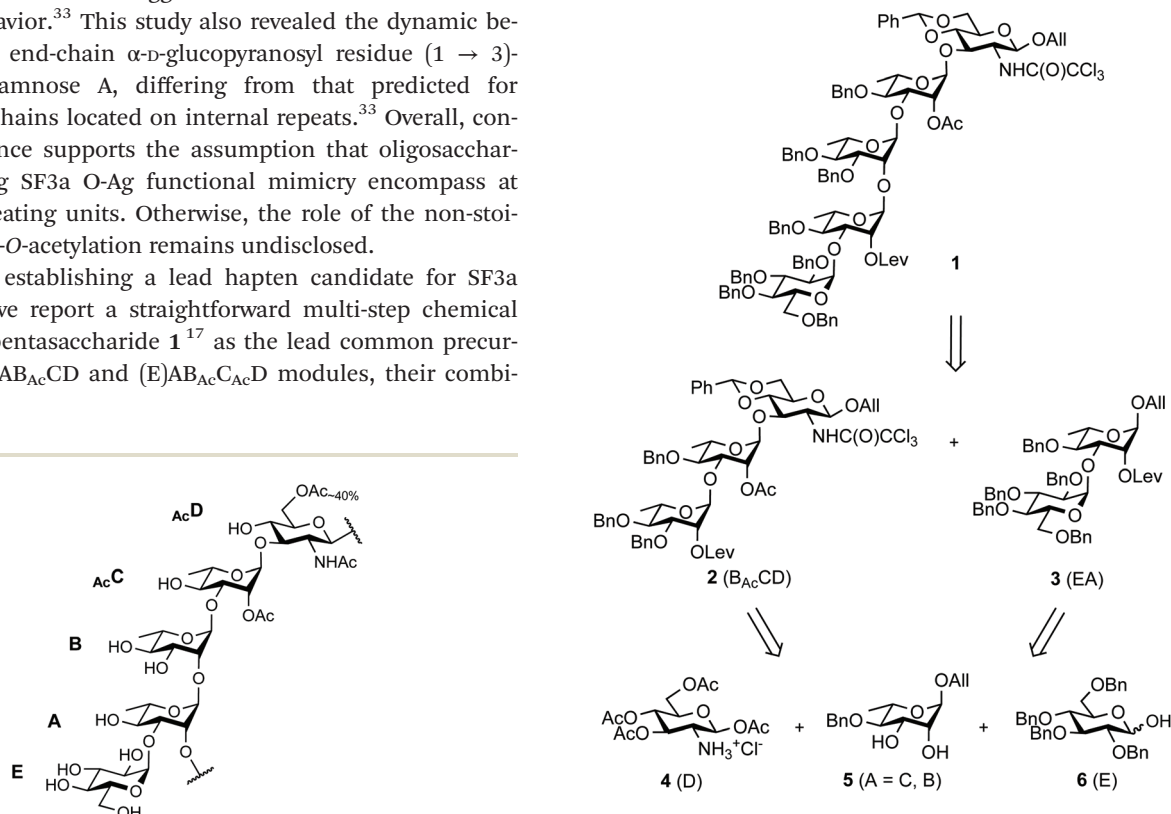 avior.33 This study also revealed the dynamic be-
end-chain α-D-glucopyranosyl residue (1 → 3)-
amnose A, differing from that predicted for
hains located on internal repeats.33 Overall, con-
nce supports the assumption that oligosacchar-
g SF3a O-Ag functional mimicry encompass at
eating units. Otherwise, the role of the non-stoi-
-O-acetylation remains undisclosed.
establishing a lead hapten candidate for SF3a
ve report a straightforward multi-step chemical
pentasaccharide 1 17 as the lead common precur-
ABAcCD and (E)ABAcCAcD modules, their combi-
OAc~40%
AcD
HO
O
O
NHAc
AcC
O
HO
O
OAc
B
O
HO
HO
O
A
O
HO
O
O
E
HO
HO
HO
O
OH
Ph
O
O
O
OAll
O
NHC(O)CCl3
O
BnO
O
OAc
O
BnO
BnO
O
O
BnO
O
OLev
1
BnO
BnO
BnO
O
OBn
Ph
O
O
O
OAll
O
NHC(O)CCl3
O
BnO
O
OAc
O
BnO
BnO
OLev
2 (BAcCD)
+
OAll
O
BnO
O
OLev
BnO
BnO
BnO
O
OBn
3 (EA)
OAc
AcO
AcO
O
OAc
NH3+Cl-
4 (D)
+
OAll
O
BnO
HO
OH
5 (A = C, B)
+
OBn
BnO
BnO
O
OH
OBn
6 (E)